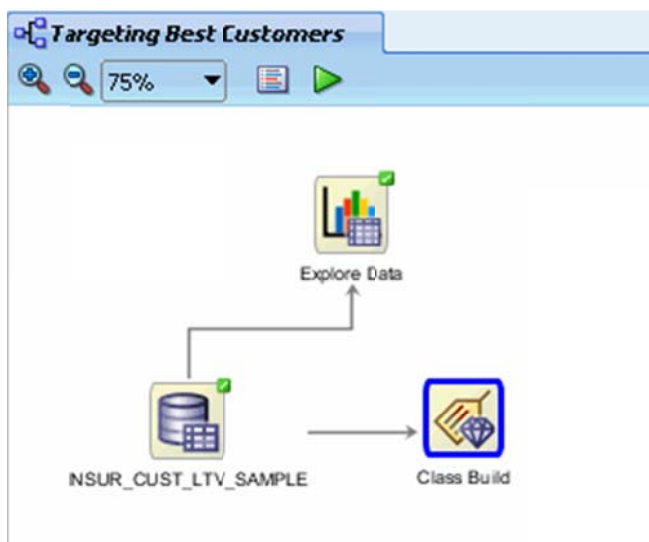 Targeting Best Customers
75%
Explore Data
INSUR_CUST_LTV_SAMPLE
Class Build